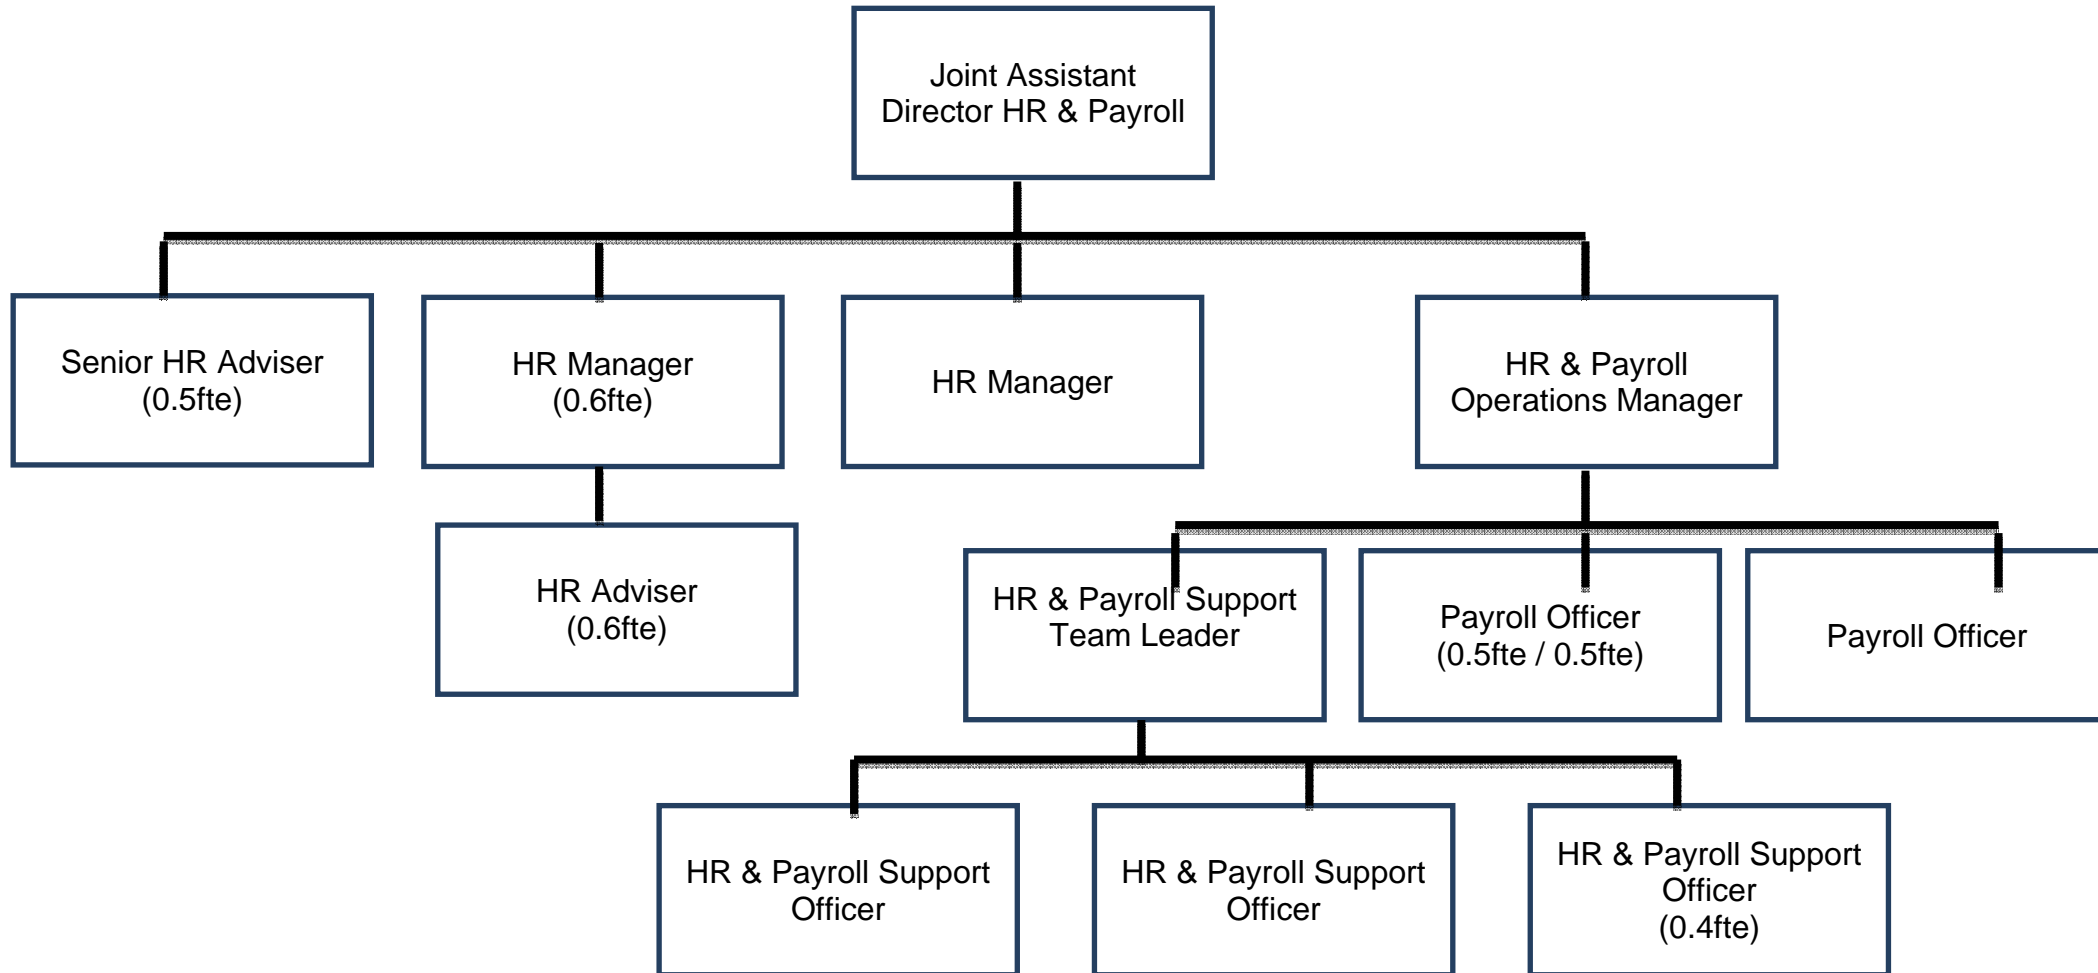 Joint Assistant
Director HR & Payroll
Senior HR Adviser
(0.5fte)
HR Manager
(0.6fte)
HR Manager
HR & Payroll
Operations Manager
HR Adviser
(0.6fte)
HR & Payroll Support
Team Leader
Payroll Officer
(0.5fte / 0.5fte)
Payroll Officer
HR & Payroll Support
Officer
HR & Payroll Support
Officer
HR & Payroll Support
Officer
(0.4fte)